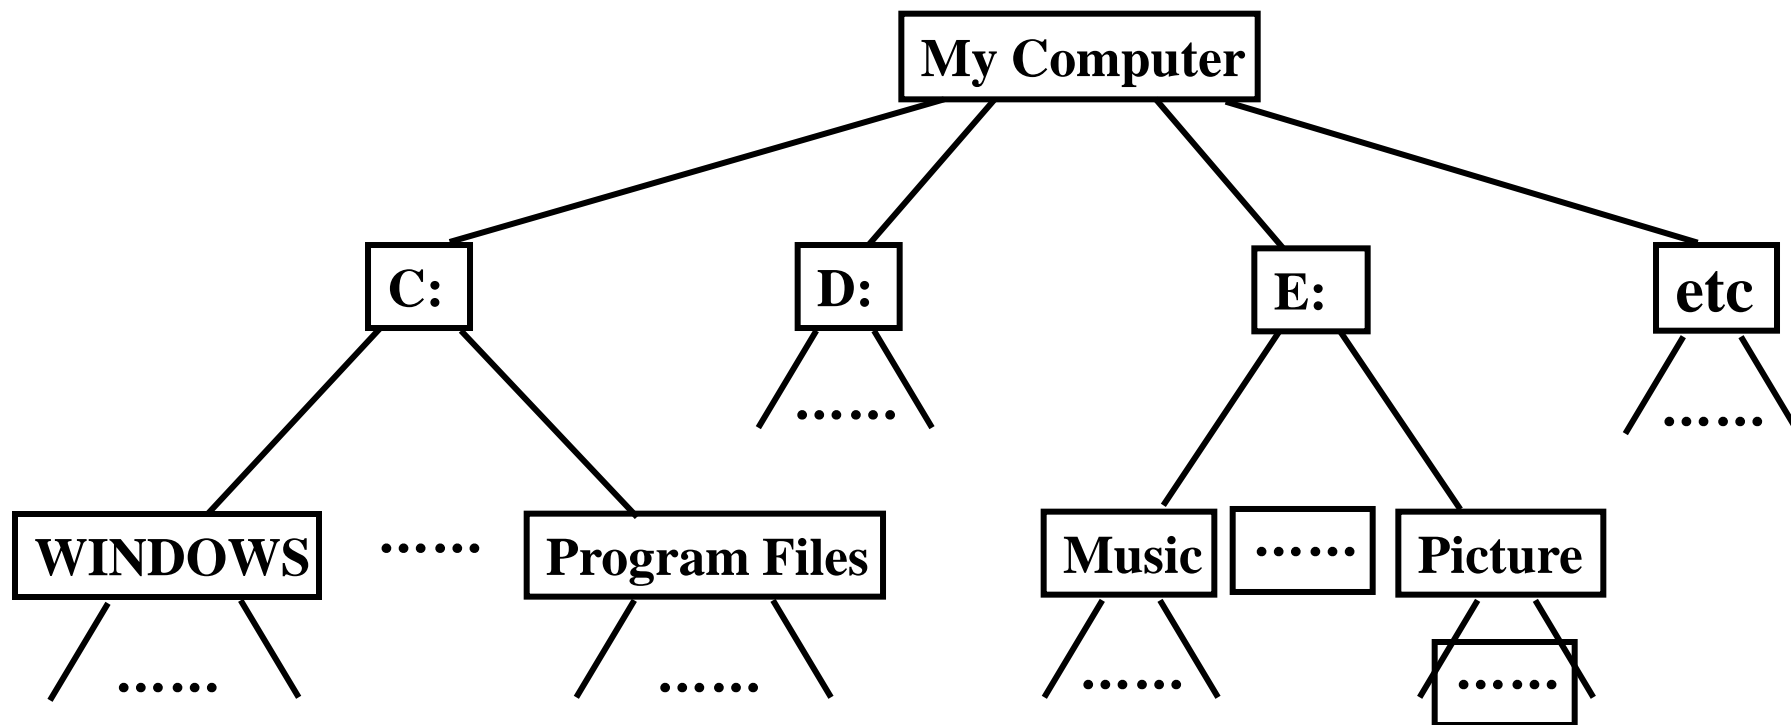 My Computer
C:
D:
E:
etc
……
……
WINDOWS
……
Program Files
Music
……
Picture
……
……
……
……